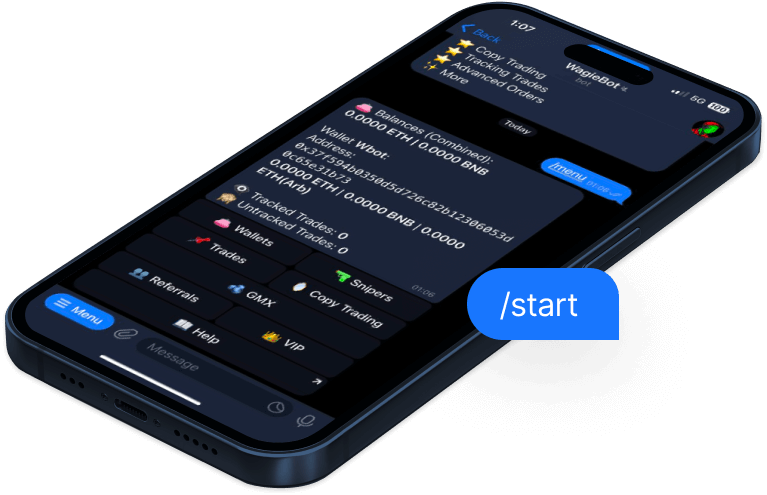 1:07
5G 100
Back
WagieBot
bot
Copy Trading
Tracking Trades
Advanced Orders
More
Today
/menu 01:06
Balances (Combined):
0.0000 ETH | 0.0000 BNB
Wallet Wbot:
Address:
0x37f594b0350d5d726c82b12306053d
0c65e31b73
0.0000 ETH | 0.0000 BNB | 0.0000
ETH(Arb)
Tracked Trades: 0
Untracked Trades: 0
01:06
Wallets
Snipers
Trades
Copy Trading
Referrals
GMX
Help
VIP
Menu
Message
/start